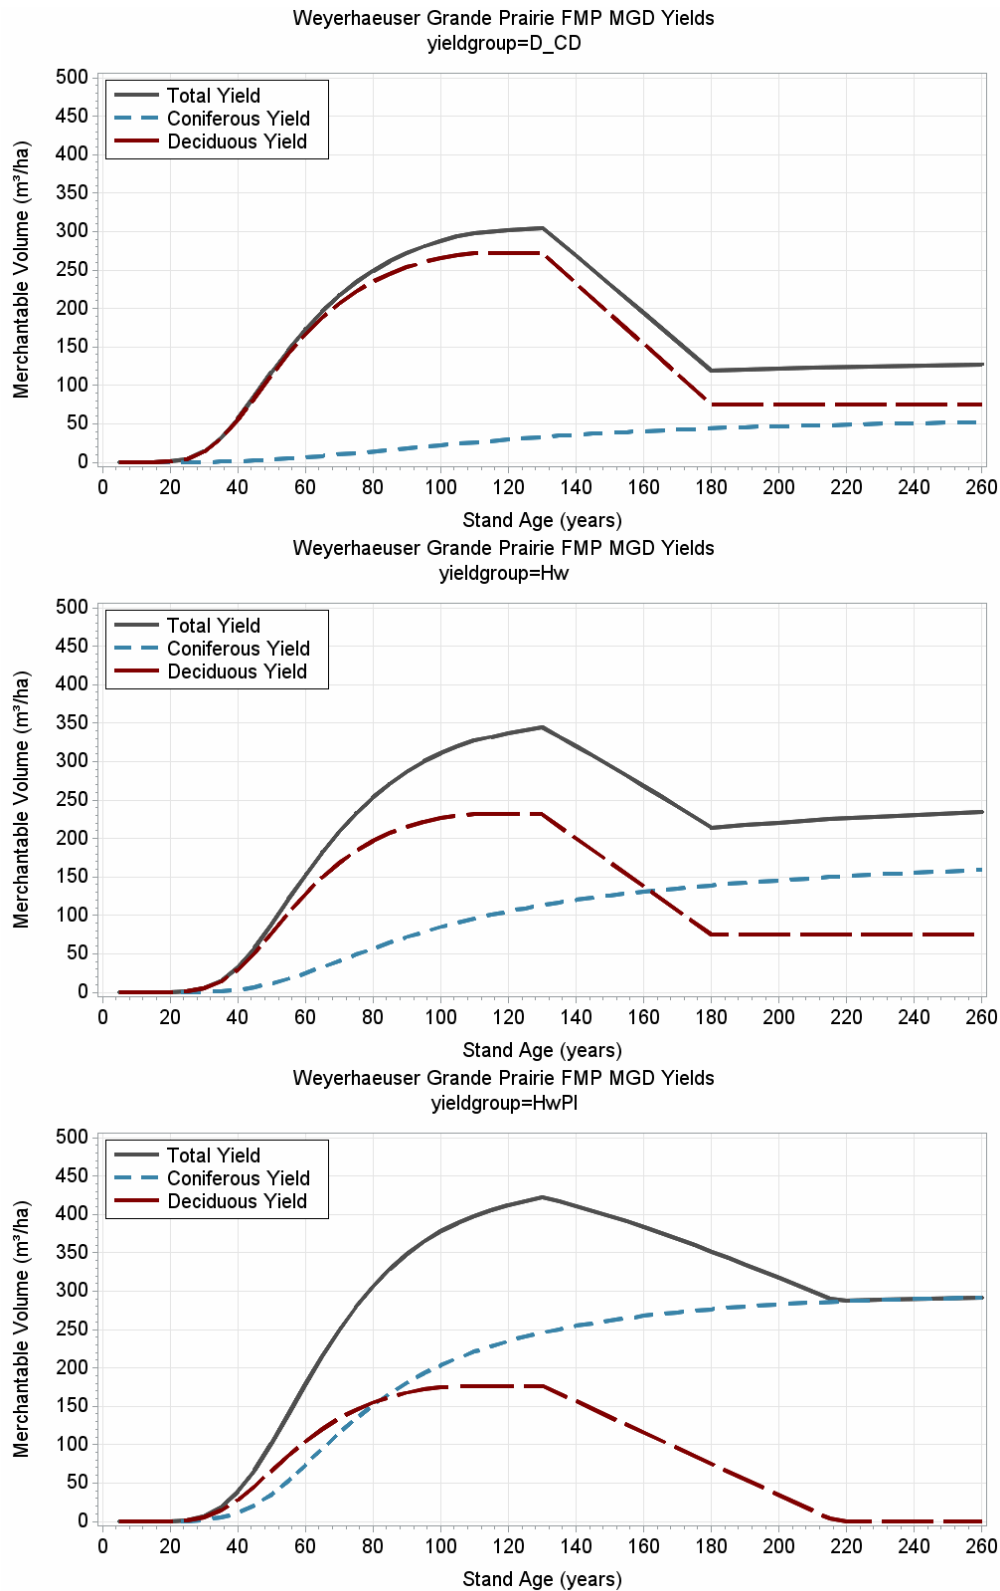 Weyerhaeuser Grande Prairie FMP MGD Yields
yieldgroup=D_CD
500
450
400
350
300
250
200
150
100
50
0
Merchantable Volume (m³/ha)
Total Yield
Coniferous Yield
Deciduous Yield
0 20 40 60 80 100 120 140 160 180 200 220 240 260
Stand Age (years)
Weyerhaeuser Grande Prairie FMP MGD Yields
yieldgroup=Hw
500
450
400
350
300
250
200
150
100
50
0
Merchantable Volume (m³/ha)
Total Yield
Coniferous Yield
Deciduous Yield
0 20 40 60 80 100 120 140 160 180 200 220 240 260
Stand Age (years)
Weyerhaeuser Grande Prairie FMP MGD Yields
yieldgroup=HwPl
500
450
400
350
300
250
200
150
100
50
0
Merchantable Volume (m³/ha)
Total Yield
Coniferous Yield
Deciduous Yield
0 20 40 60 80 100 120 140 160 180 200 220 240 260
Stand Age (years)